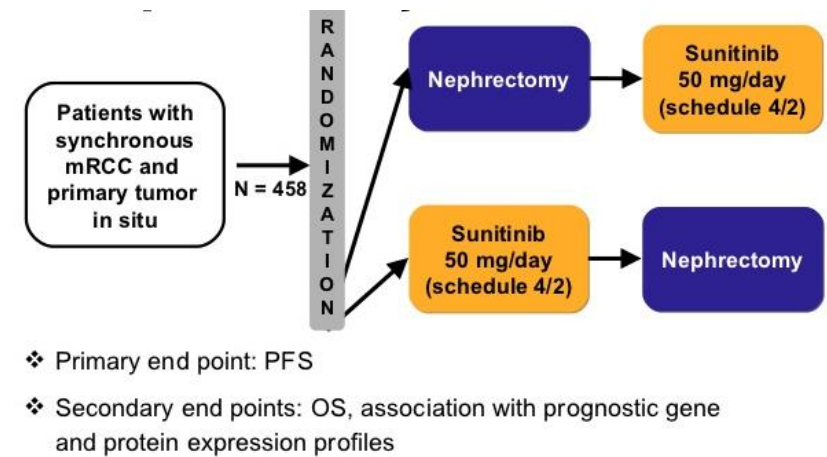 Patients with
synchronous
mRCC and
primary tumor
in situ
N = 458
RANDOMIZATION
Nephrectomy
Sunitinib
50 mg/day
(schedule 4/2)
Sunitinib
50 mg/day
(schedule 4/2)
Nephrectomy
❖ Primary end point: PFS
❖ Secondary end points: OS, association with prognostic gene
and protein expression profiles